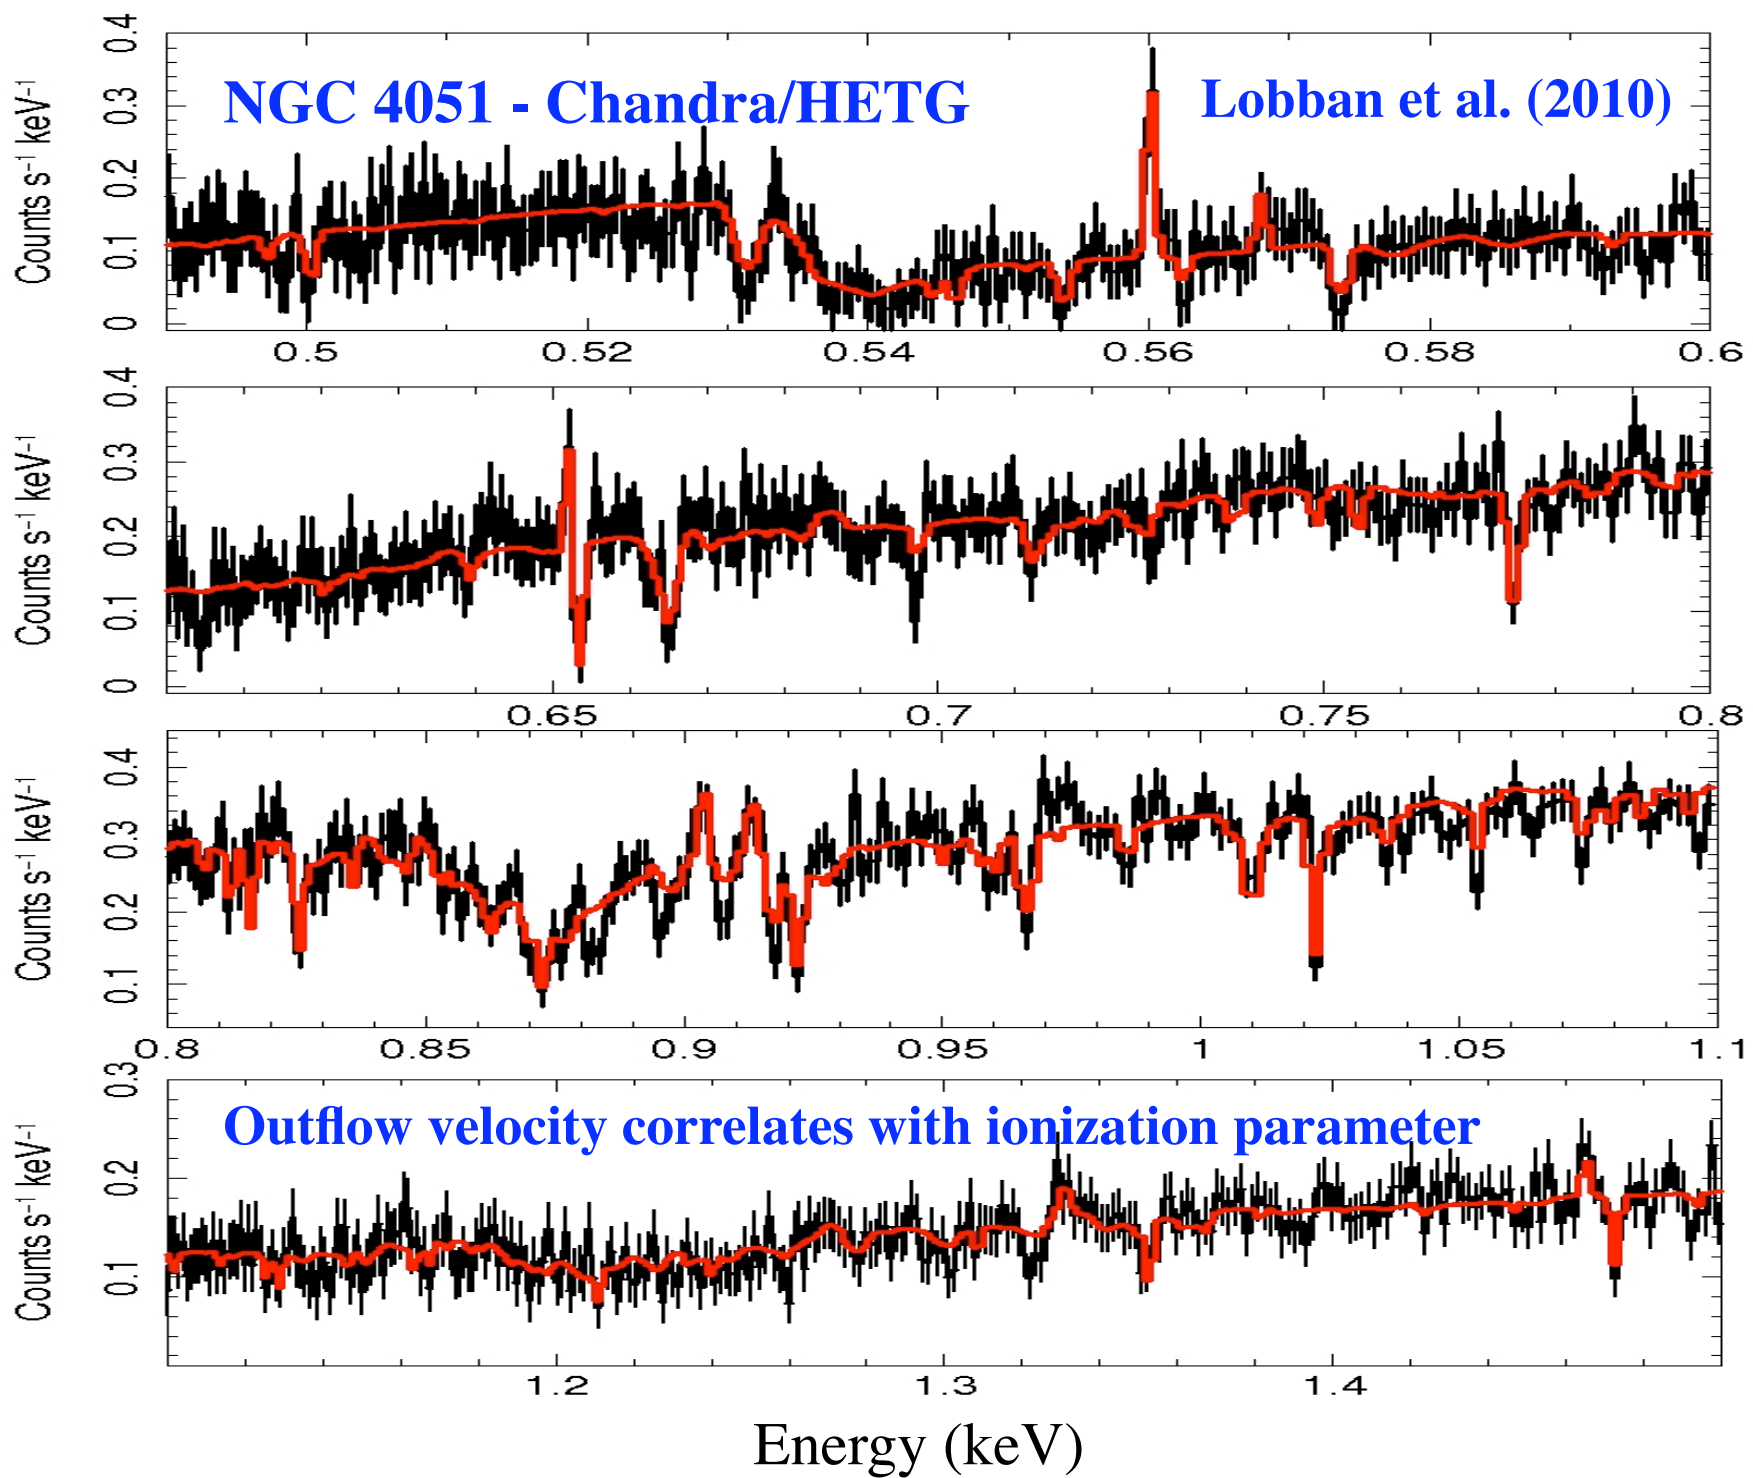 NGC 4051 - Chandra/HETG
Lobban et al. (2010)
Counts s⁻¹ keV⁻¹
0.4
0.3
0.2
0.1
0
0.5 0.52 0.54 0.56 0.58 0.6
Counts s⁻¹ keV⁻¹
0.4
0.3
0.2
0.1
0
0.65 0.7 0.75 0.8
Counts s⁻¹ keV⁻¹
0.4
0.3
0.2
0.1
0.8 0.85 0.9 0.95 1 1.05 1.1
Outflow velocity correlates with ionization parameter
Counts s⁻¹ keV⁻¹
0.3
0.2
0.1
1.2 1.3 1.4
Energy (keV)